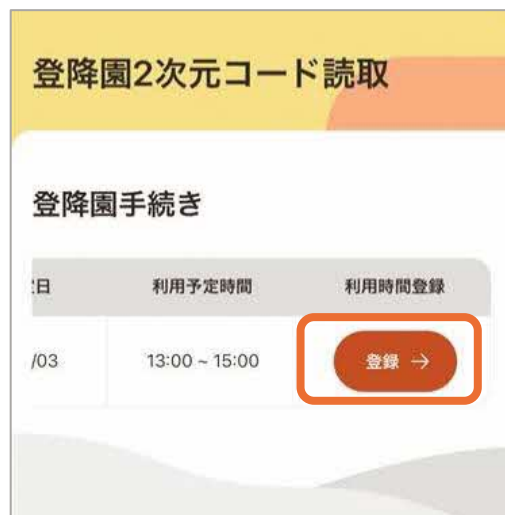 登降園2次元コード読取
登降園手続き
日 利用予定時間 利用時間登録
/03 13:00 ~ 15:00 登録 →